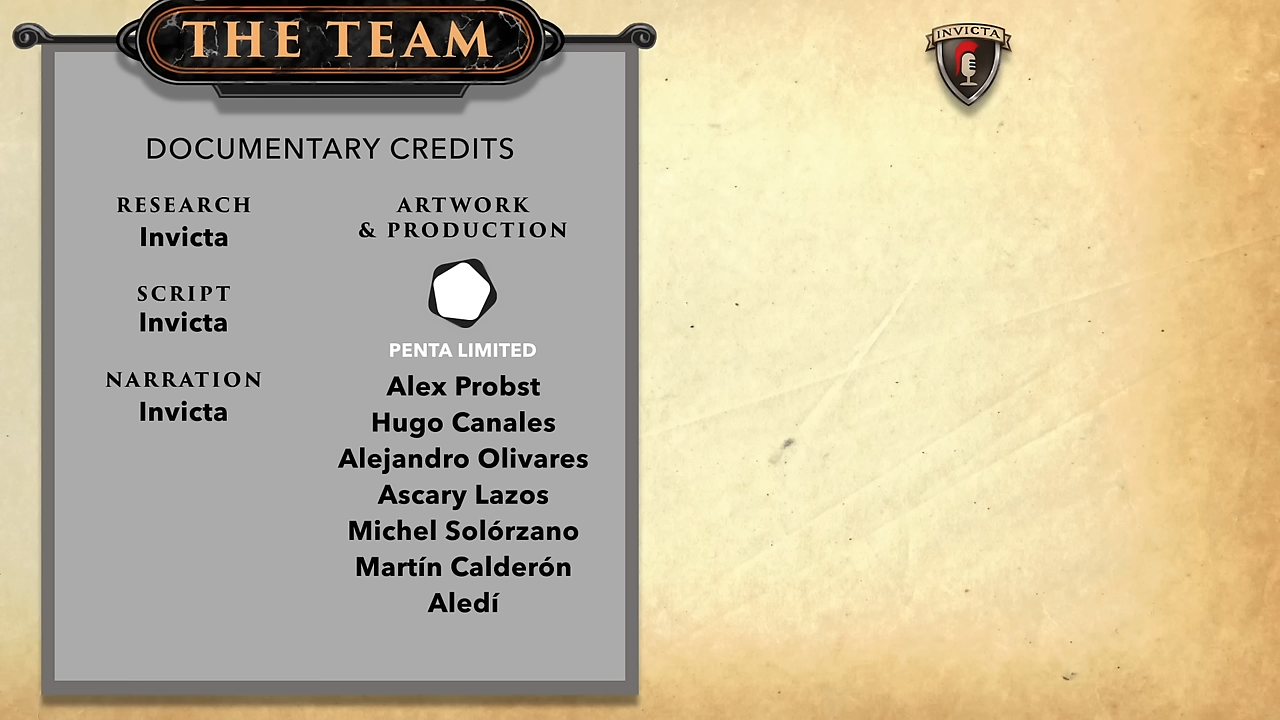 THE TEAM
INVICTA
DOCUMENTARY CREDITS
RESEARCH
Invicta
SCRIPT
Invicta
NARRATION
Invicta
ARTWORK
& PRODUCTION
PENTA LIMITED
Alex Probst
Hugo Canales
Alejandro Olivares
Ascary Lazos
Michel Solórzano
Martín Calderón
Aledí